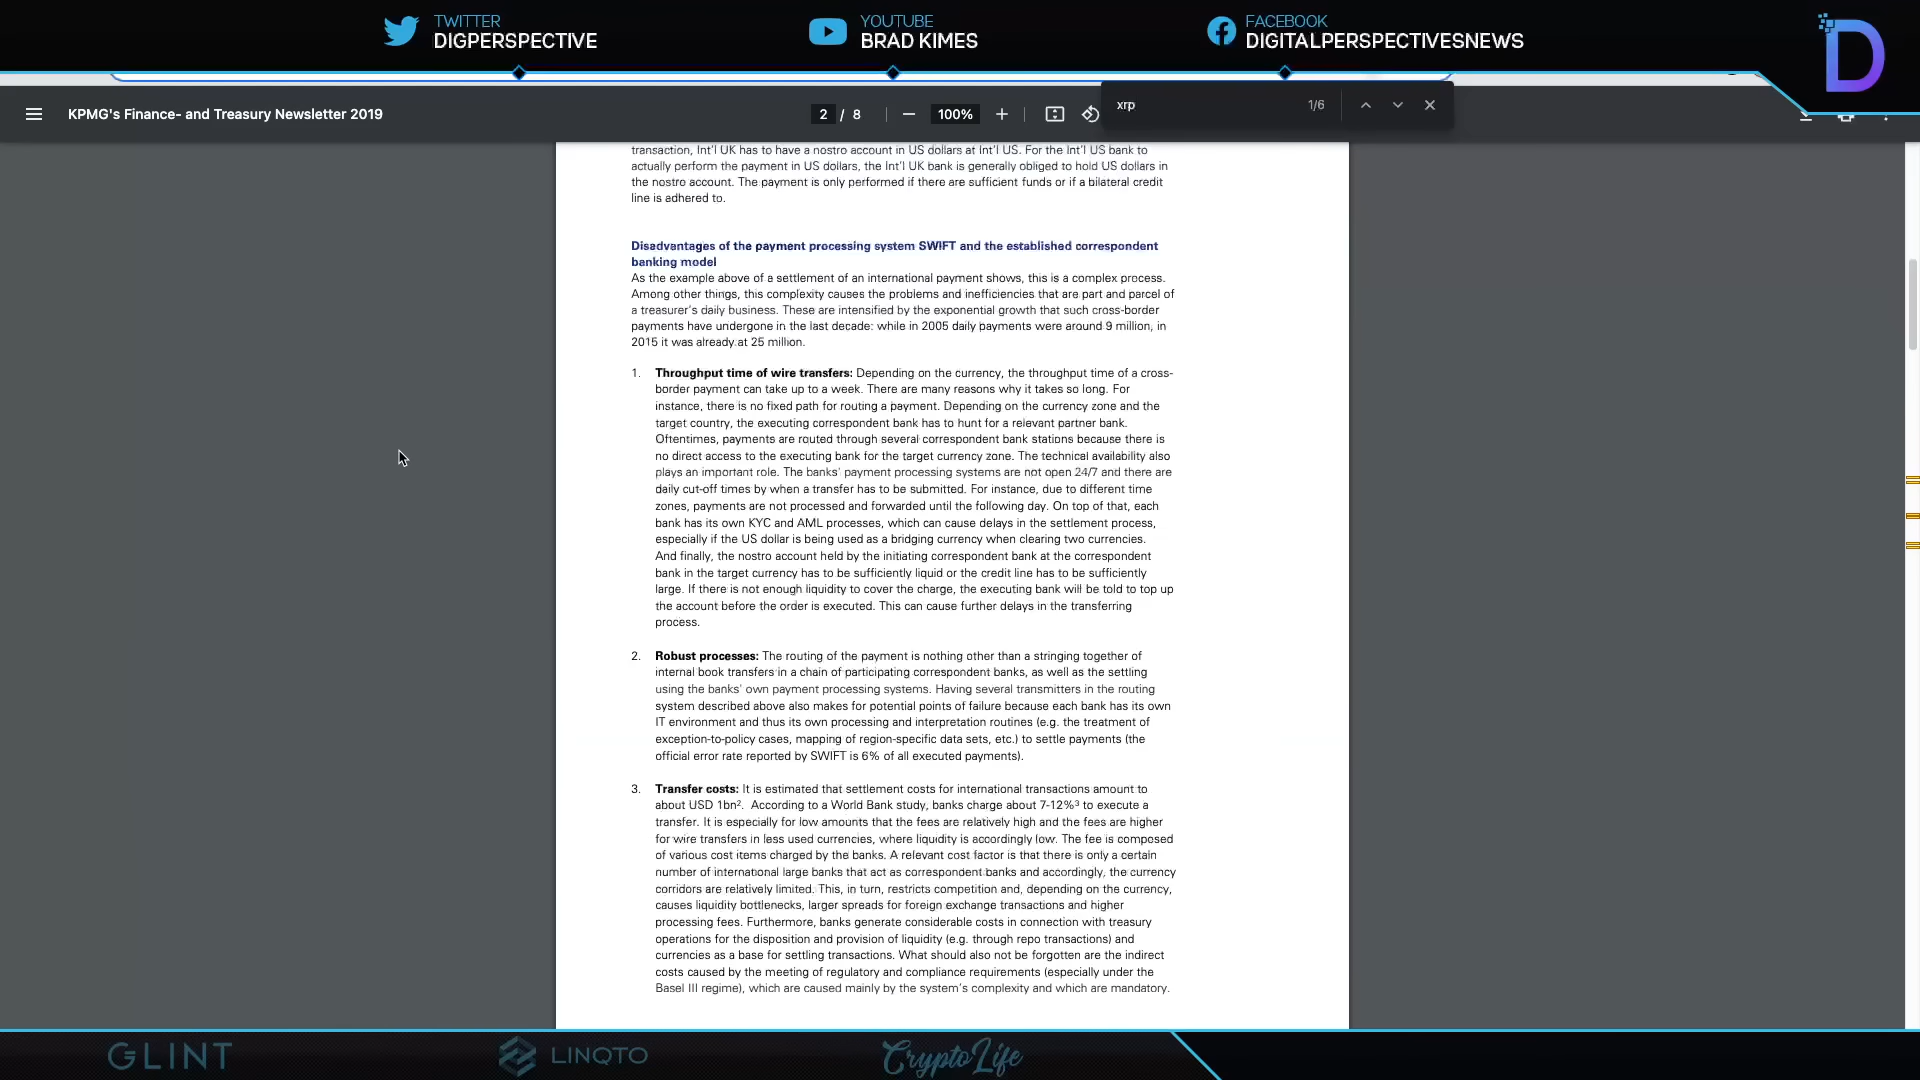 TWITTER
DIGPERSPECTIVE
YOUTUBE
BRAD KIMES
FACEBOOK
DIGITALPERSPECTIVESNEWS
D
KPMG's Finance- and Treasury Newsletter 2019
2 / 8
100%
xrp
1/6
transaction, Int'l UK has to have a nostro account in US dollars at Int'l US. For the Int'l US bank to
actually perform the payment in US dollars, the Int'l UK bank is generally obliged to hold US dollars in
the nostro account. The payment is only performed if there are sufficient funds or if a bilateral credit
line is adhered to.
Disadvantages of the payment processing system SWIFT and the established correspondent
banking model
As the example above of a settlement of an international payment shows, this is a complex process.
Among other things, this complexity causes the problems and inefficiencies that are part and parcel of
a treasurer's daily business. These are intensified by the exponential growth that such cross-border
payments have undergone in the last decade: while in 2005 daily payments were around 9 million, in
2015 it was already at 25 million.
1. Throughput time of wire transfers: Depending on the currency, the throughput time of a cross-
border payment can take up to a week. There are many reasons why it takes so long. For
instance, there is no fixed path for routing a payment. Depending on the currency zone and the
target country, the executing correspondent bank has to hunt for a relevant partner bank.
Oftentimes, payments are routed through several correspondent bank stations because there is
no direct access to the executing bank for the target currency zone. The technical availability also
plays an important role. The banks' payment processing systems are not open 24/7 and there are
daily cut-off times by when a transfer has to be submitted. For instance, due to different time
zones, payments are not processed and forwarded until the following day. On top of that, each
bank has its own KYC and AML processes, which can cause delays in the settlement process,
especially if the US dollar is being used as a bridging currency when clearing two currencies.
And finally, the nostro account held by the initiating correspondent bank at the correspondent
bank in the target currency has to be sufficiently liquid or the credit line has to be sufficiently
large. If there is not enough liquidity to cover the charge, the executing bank will be told to top up
the account before the order is executed. This can cause further delays in the transferring
process.
2. Robust processes: The routing of the payment is nothing other than a stringing together of
internal book transfers in a chain of participating correspondent banks, as well as the settling
using the banks' own payment processing systems. Having several transmitters in the routing
system described above also makes for potential points of failure because each bank has its own
IT environment and thus its own processing and interpretation routines (e.g. the treatment of
exception-to-policy cases, mapping of region-specific data sets, etc.) to settle payments (the
official error rate reported by SWIFT is 6% of all executed payments).
3. Transfer costs: It is estimated that settlement costs for international transactions amount to
about USD 1bn². According to a World Bank study, banks charge about 7-12%³ to execute a
transfer. It is especially for low amounts that the fees are relatively high and the fees are higher
for wire transfers in less used currencies, where liquidity is accordingly low. The fee is composed
of various cost items charged by the banks. A relevant cost factor is that there is only a certain
number of international large banks that act as correspondent banks and accordingly, the currency
corridors are relatively limited. This, in turn, restricts competition and, depending on the currency,
causes liquidity bottlenecks, larger spreads for foreign exchange transactions and higher
processing fees. Furthermore, banks generate considerable costs in connection with treasury
operations for the disposition and provision of liquidity (e.g. through repo transactions) and
currencies as a base for settling transactions. What should also not be forgotten are the indirect
costs caused by the meeting of regulatory and compliance requirements (especially under the
Basel III regime), which are caused mainly by the system's complexity and which are mandatory.
GLINT
LINQTO
CryptoLife